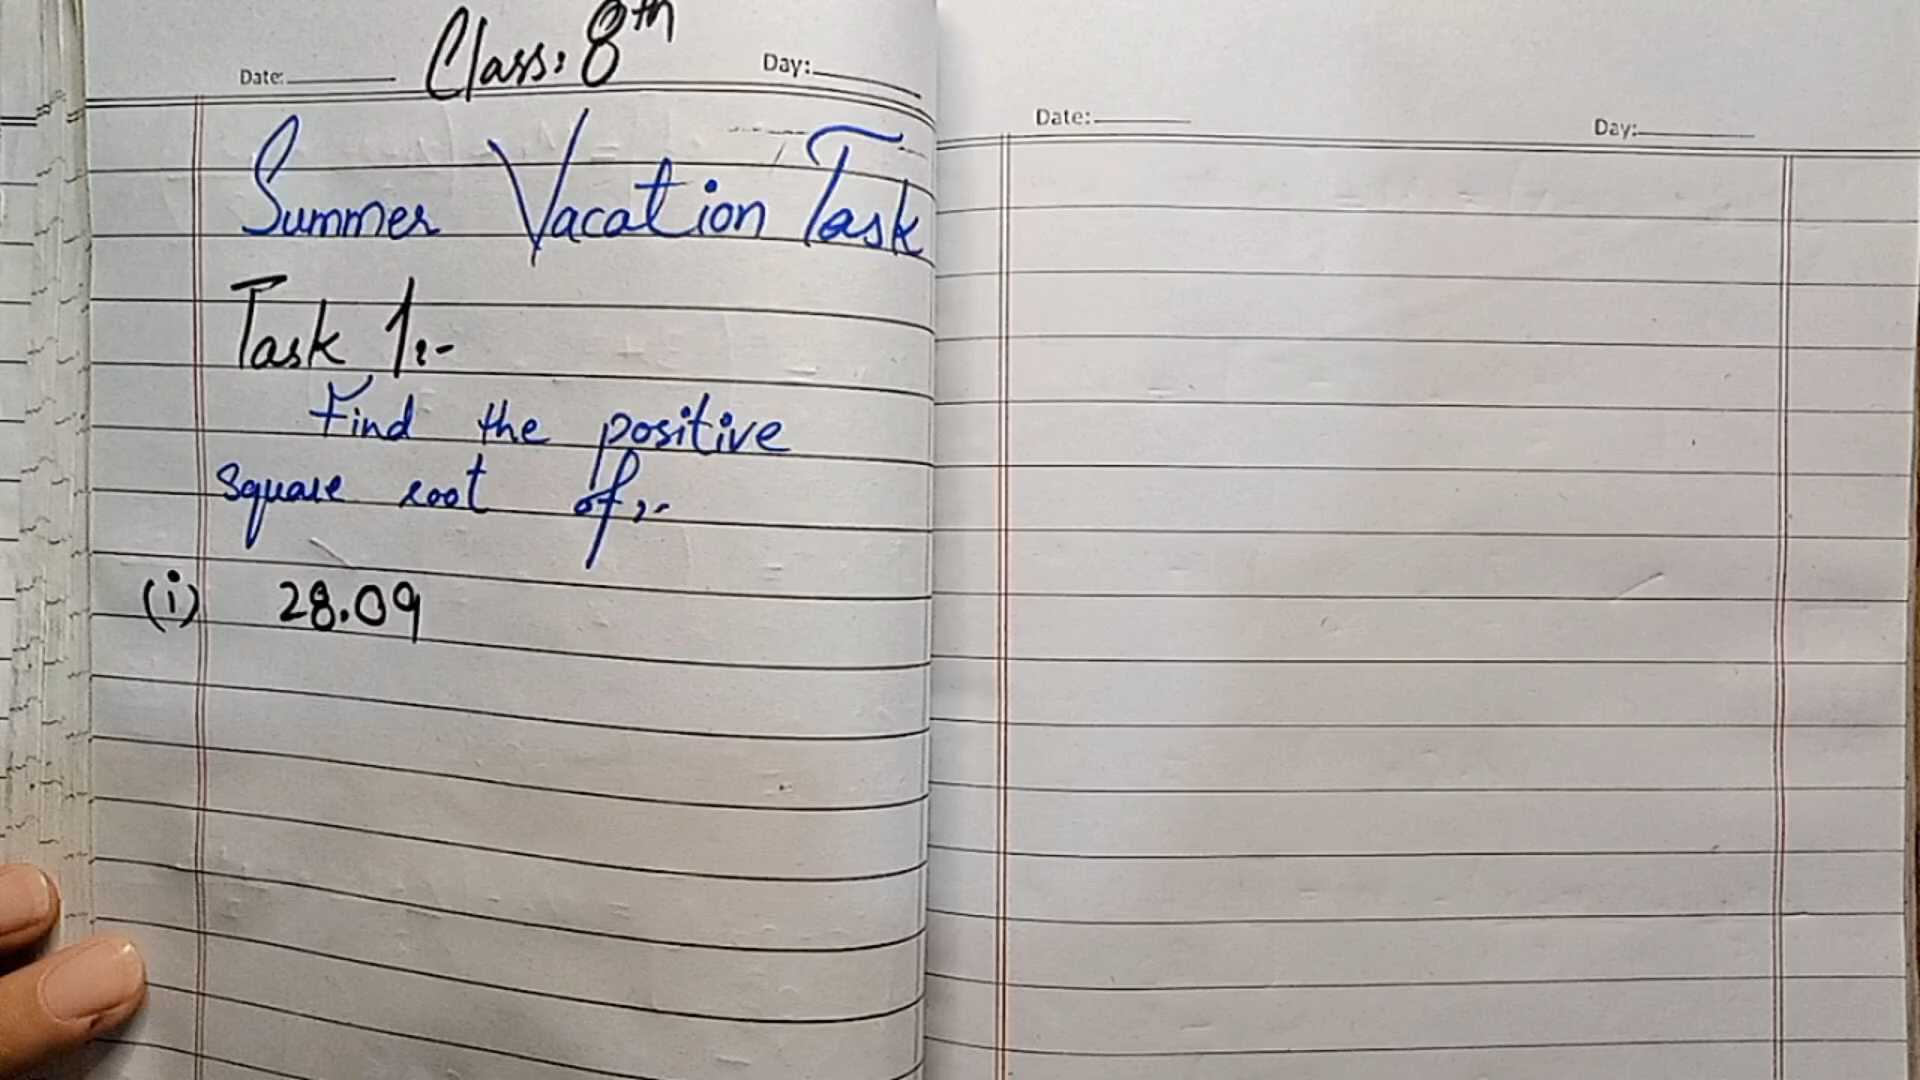 Class: 8th
Date: Day:
Summer Vacation Task
Task 1:-
Find the positive
square root of:-
(i) 28.09
Date: Day: